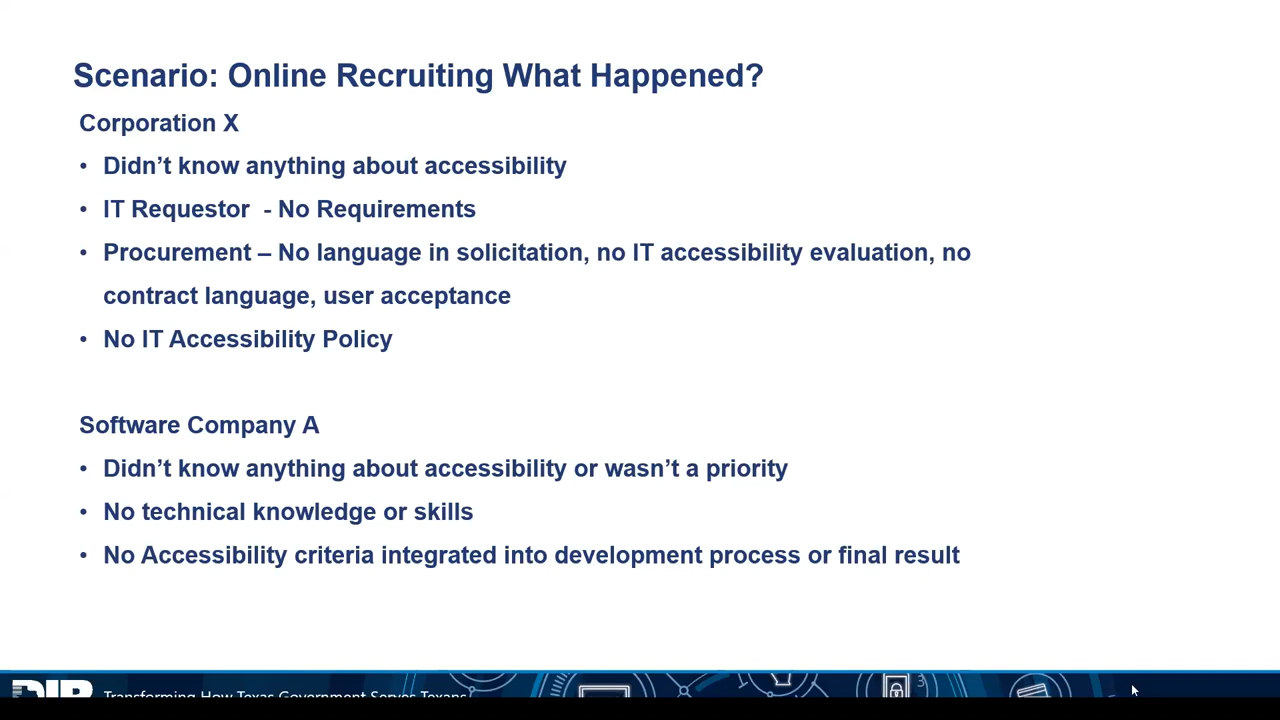 Scenario: Online Recruiting What Happened?
Corporation X
• Didn’t know anything about accessibility
• IT Requestor  - No Requirements
• Procurement – No language in solicitation, no IT accessibility evaluation, no
contract language, user acceptance
• No IT Accessibility Policy
Software Company A
• Didn’t know anything about accessibility or wasn’t a priority
• No technical knowledge or skills
• No Accessibility criteria integrated into development process or final result
DIR Transforming How Texas Government Serves Texans